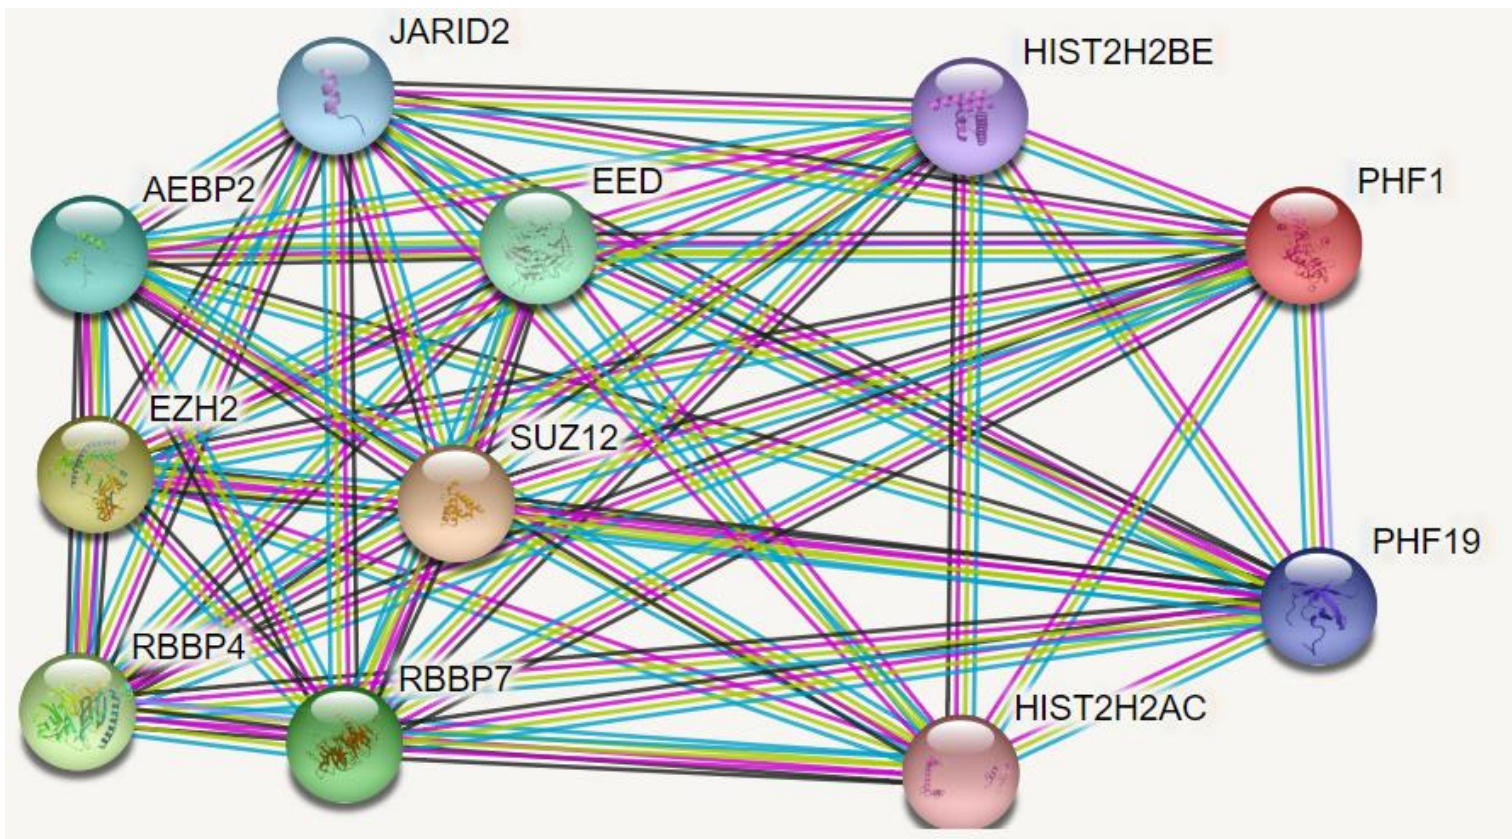 JARID2
HIST2H2BE
AEBP2
EED
PHF1
EZH2
SUZ12
PHF19
RBBP4
RBBP7
HIST2H2AC